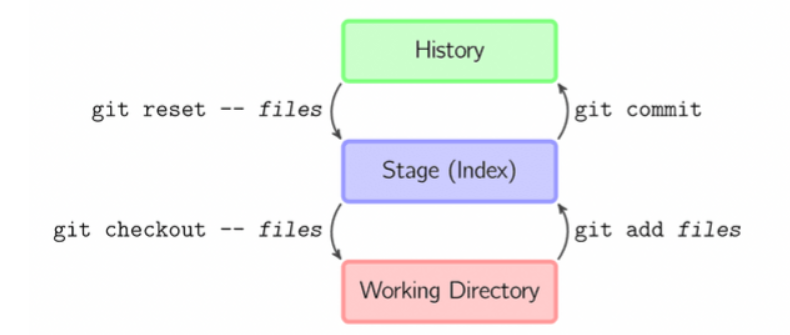 History
git reset -- files
git commit
Stage (Index)
git checkout -- files
git add files
Working Directory